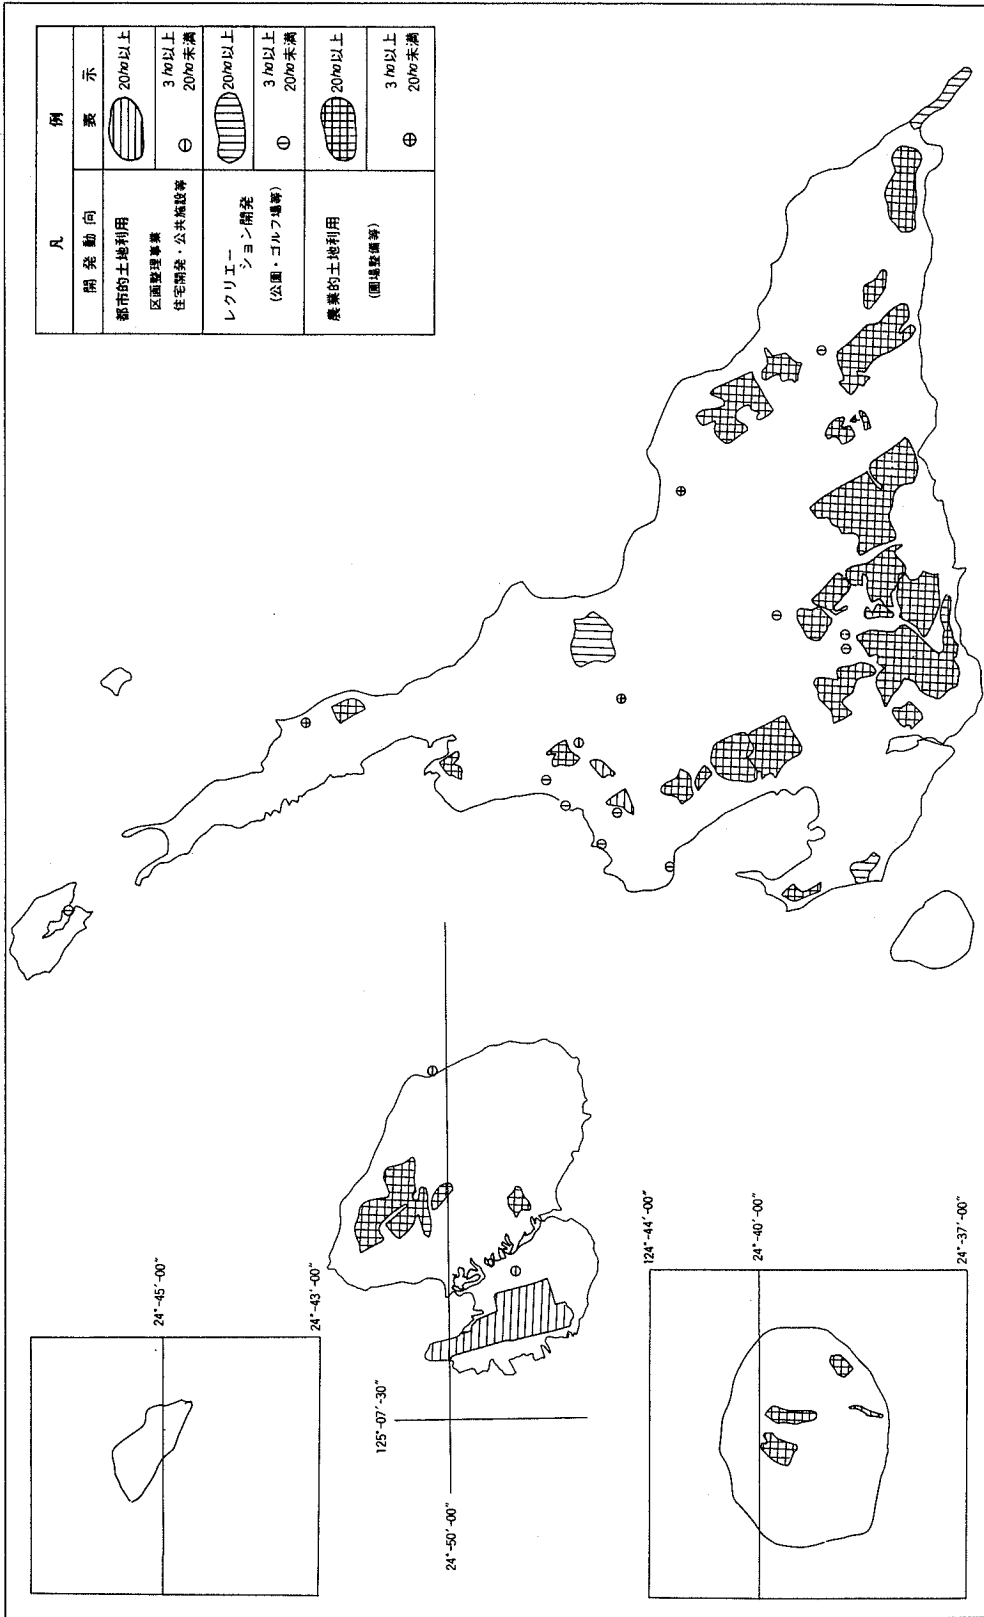 凡 例
開発動向
表示
都市的土地利用
区画整理事業
住宅開発・公共施設等
20ha以上
3ha以上
20ha未満
レクリエー
ション開発
(公園・ゴルフ場等)
20ha以上
3ha以上
20ha未満
農業的土地利用
(圃場整備等)
20ha以上
3ha以上
20ha未満
24°-45′-00″
24°-43′-00″
125°-07′-30″
24°-50′-00″
124°-44′-00″
24°-40′-00″
24°-37′-00″